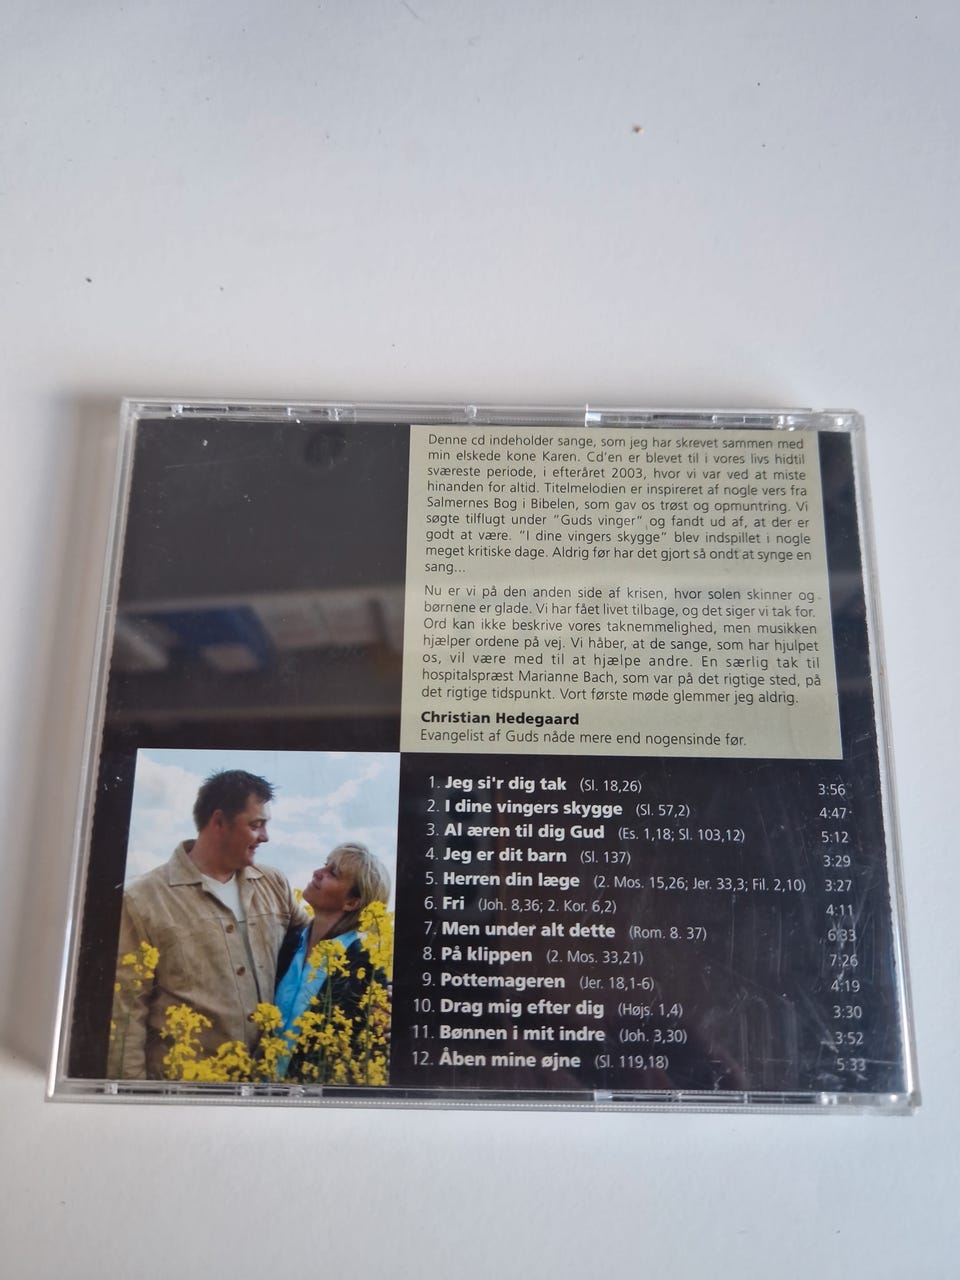 Denne cd indeholder sange, som jeg har skrevet sammen med
min elskede kone Karen. Cd'en er blevet til i vores livs hidtil
sværeste periode, i efteråret 2003, hvor vi var ved at miste
hinanden for altid. Titelmelodien er inspireret af nogle vers fra
Salmernes Bog i Bibelen, som gav os trøst og opmuntring. Vi
søgte tilflugt under "Guds vinger" og fandt ud af, at der er
godt at være. "I dine vingers skygge" blev indspillet i nogle
meget kritiske dage. Aldrig før har det gjort så ondt at synge en
sang...
Nu er vi på den anden side af krisen, hvor solen skinner og
børnene er glade. Vi har fået livet tilbage, og det siger vi tak for.
Ord kan ikke beskrive vores taknemmelighed, men musikken
hjælper ordene på vej. Vi håber, at de sange, som har hjulpet
os, vil være med til at hjælpe andre. En særlig tak til
hospitalspræst Marianne Bach, som var på det rigtige sted, på
det rigtige tidspunkt. Vort første møde glemmer jeg aldrig.
Christian Hedegaard
Evangelist af Guds nåde mere end nogensinde før.
1. Jeg si'r dig tak (Sl. 18,26) 3:56
2. I dine vingers skygge (Sl. 57,2) 4:47
3. Al æren til dig Gud (Es. 1,18; Sl. 103,12) 5:12
4. Jeg er dit barn (Sl. 137) 3:29
5. Herren din læge (2. Mos. 15,26; Jer. 33,3; Fil. 2,10) 3:27
6. Fri (Joh. 8,36; 2. Kor. 6,2) 4:11
7. Men under alt dette (Rom. 8. 37) 6:33
8. På klippen (2. Mos. 33,21) 7:26
9. Pottemageren (Jer. 18,1-6) 4:19
10. Drag mig efter dig (Højs. 1,4) 3:30
11. Bønnen i mit indre (Joh. 3,30) 3:52
12. Åben mine øjne (Sl. 119,18) 5:33